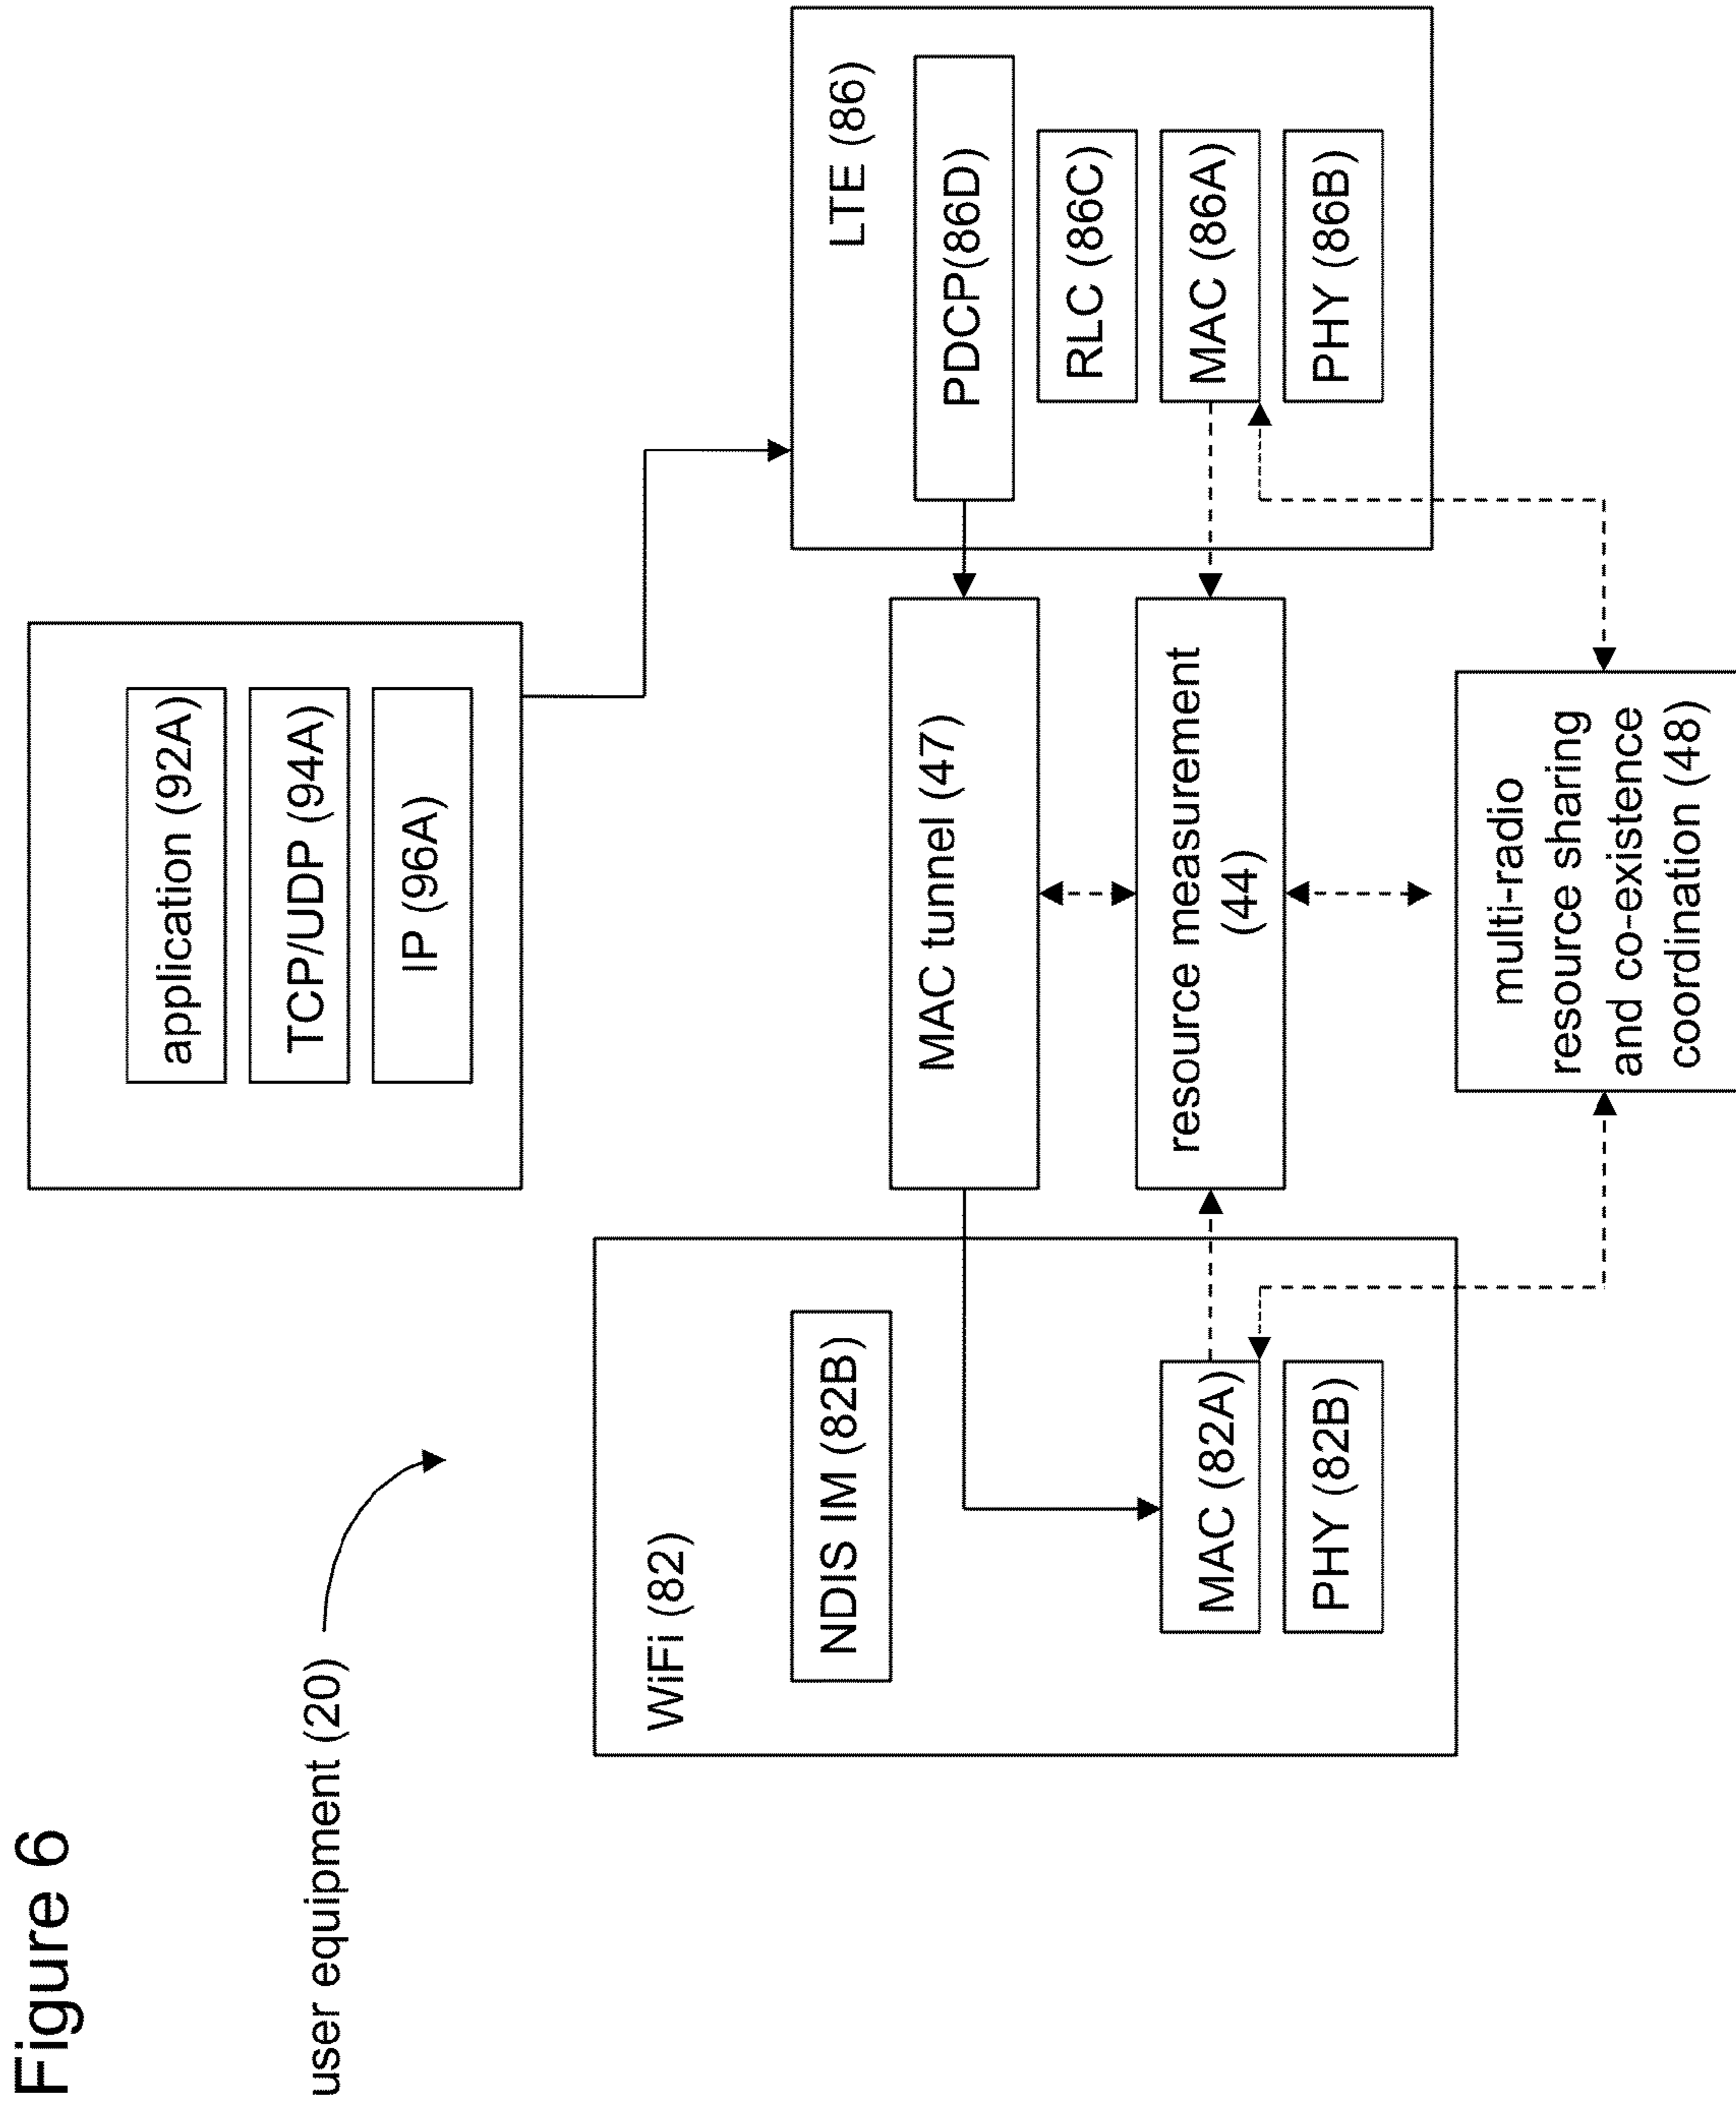 Figure 6
user equipment (20)
application (92A)
TCP/UDP (94A)
IP (96A)
WiFi (82)
NDIS IM (82B)
MAC (82A)
PHY (82B)
MAC tunnel (47)
resource measurement
(44)
multi-radio
resource sharing
and co-existence
coordination (48)
LTE (86)
PDCP(86D)
RLC (86C)
MAC (86A)
PHY (86B)